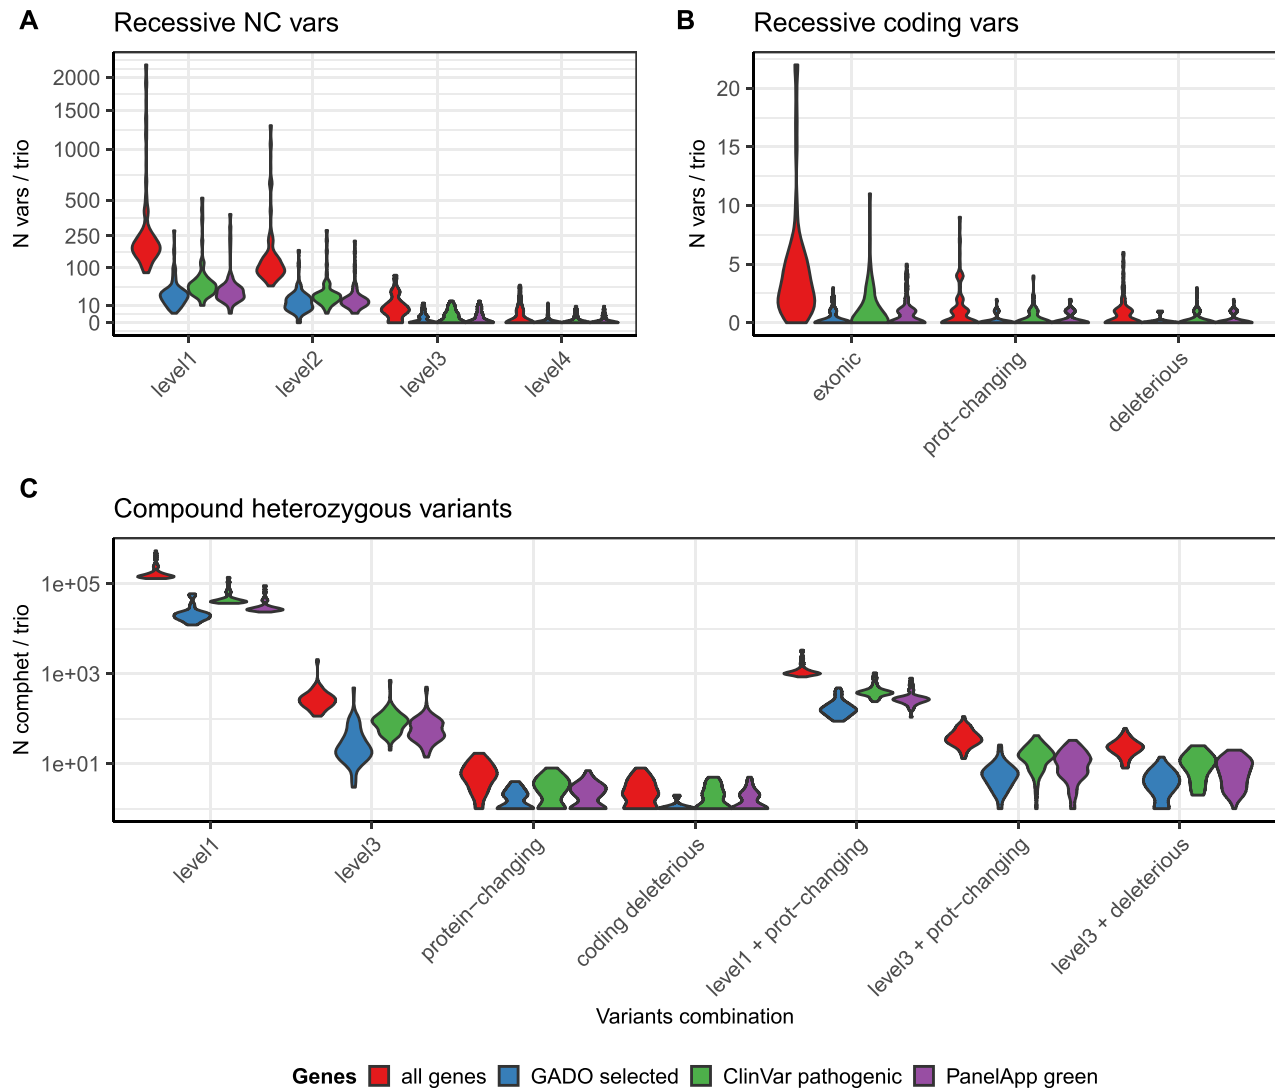 A
Recessive NC vars
N vars / trio
2000
1500
1000
500
250
100
10
0
level1
level2
level3
level4
B
Recessive coding vars
N vars / trio
20
15
10
5
0
exonic
prot−changing
deleterious
C
Compound heterozygous variants
N comphet / trio
1e+05
1e+03
1e+01
level1
level3
protein−changing
coding deleterious
level1 + prot−changing
level3 + prot−changing
level3 + deleterious
Variants combination
Genes all genes GADO selected ClinVar pathogenic PanelApp green